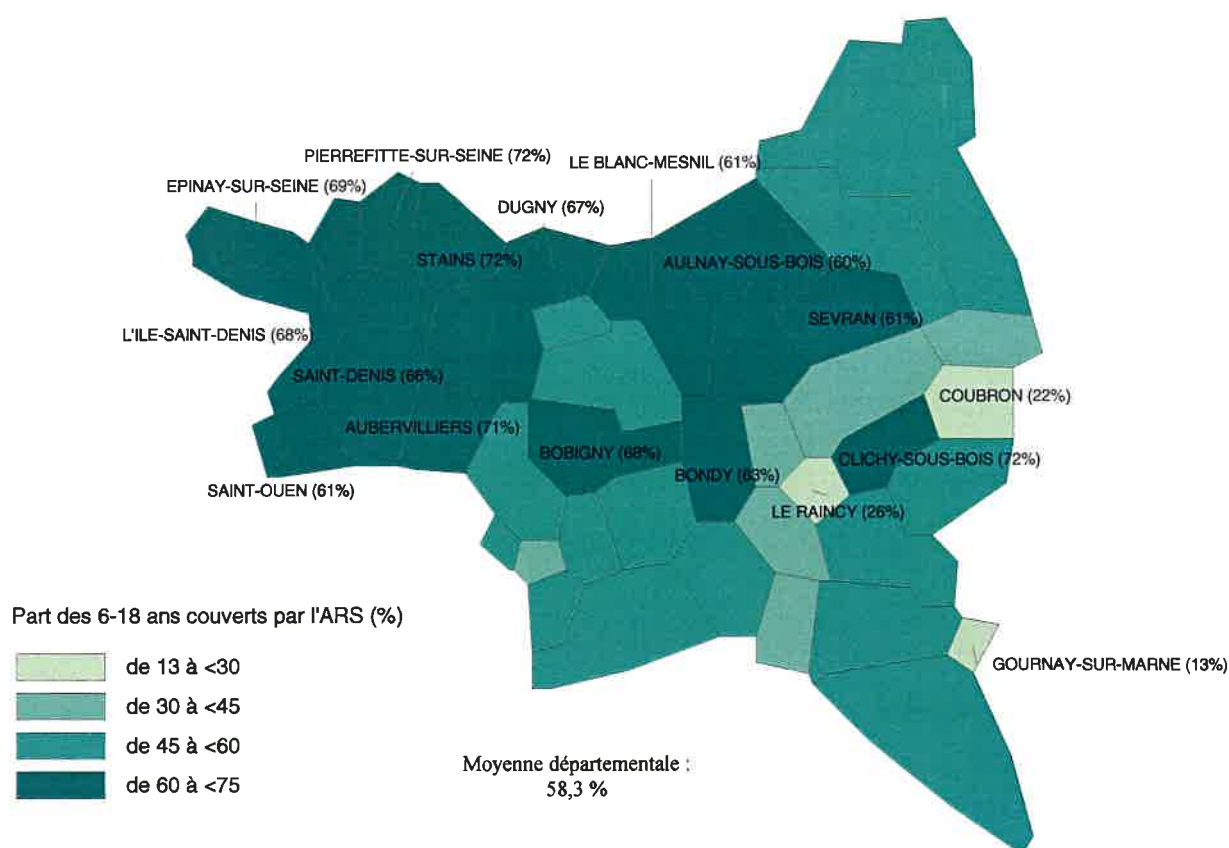 PIERREFITTE-SUR-SEINE (72%)
LE BLANC-MESNIL (61%)
EPINAY-SUR-SEINE (69%)
DUGNY (67%)
STAINS (72%)
AULNAY-SOUS-BOIS (60%)
SEVRAN (61%)
L'ILE-SAINT-DENIS (68%)
SAINT-DENIS (66%)
COUBRON (22%)
AUBERVILLIERS (71%)
BOBIGNY (68%)
CLICHY-SOUS-BOIS (72%)
BONDY (63%)
SAINT-OUEN (61%)
LE RAINCY (26%)
Part des 6-18 ans couverts par l'ARS (%)
de 13 à <30
GOURNAY-SUR-MARNE (13%)
de 30 à <45
de 45 à <60
de 60 à <75
Moyenne départementale :
58,3 %